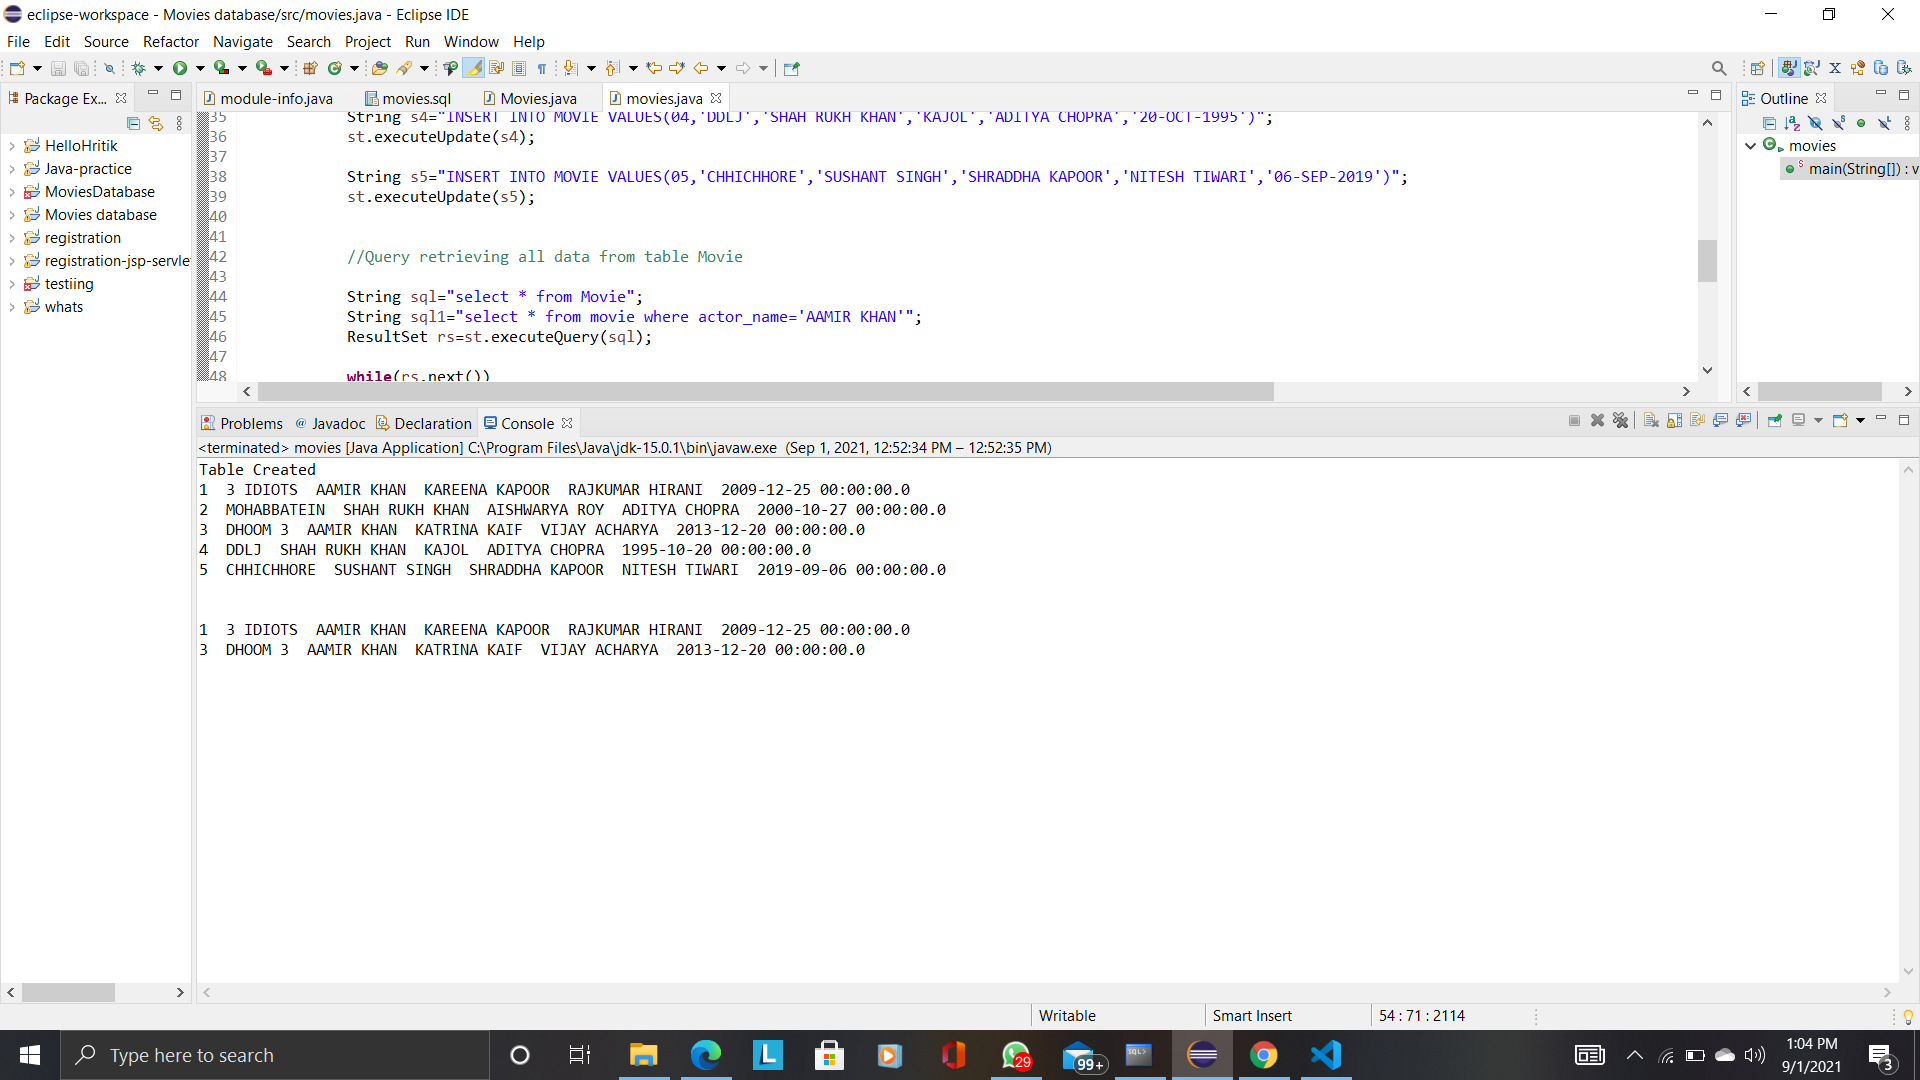 eclipse-workspace - Movies database/src/movies.java - Eclipse IDE
File Edit Source Refactor Navigate Search Project Run Window Help
Package Ex...
module-info.java movies.sql Movies.java movies.java
Outline
HelloHritik
Java-practice
MoviesDatabase
Movies database
registration
registration-jsp-servle
testiing
whats
35 String s4="INSERT INTO MOVIE VALUES(04,'DDLJ','SHAH RUKH KHAN','KAJOL','ADITYA CHOPRA','20-OCT-1995')";
36 st.executeUpdate(s4);
37
38 String s5="INSERT INTO MOVIE VALUES(05,'CHHICHHORE','SUSHANT SINGH','SHRADDHA KAPOOR','NITESH TIWARI','06-SEP-2019')";
39 st.executeUpdate(s5);
40
41
42 //Query retrieving all data from table Movie
43
44 String sql="select * from Movie";
45 String sql1="select * from movie where actor_name='AAMIR KHAN'";
46 ResultSet rs=st.executeQuery(sql);
47
48 while(rs.next())
movies
main(String[]) : v
Problems @ Javadoc Declaration Console
<terminated> movies [Java Application] C:\Program Files\Java\jdk-15.0.1\bin\javaw.exe (Sep 1, 2021, 12:52:34 PM – 12:52:35 PM)
Table Created
1 3 IDIOTS AAMIR KHAN KAREENA KAPOOR RAJKUMAR HIRANI 2009-12-25 00:00:00.0
2 MOHABBATEIN SHAH RUKH KHAN AISHWARYA ROY ADITYA CHOPRA 2000-10-27 00:00:00.0
3 DHOOM 3 AAMIR KHAN KATRINA KAIF VIJAY ACHARYA 2013-12-20 00:00:00.0
4 DDLJ SHAH RUKH KHAN KAJOL ADITYA CHOPRA 1995-10-20 00:00:00.0
5 CHHICHHORE SUSHANT SINGH SHRADDHA KAPOOR NITESH TIWARI 2019-09-06 00:00:00.0
1 3 IDIOTS AAMIR KHAN KAREENA KAPOOR RAJKUMAR HIRANI 2009-12-25 00:00:00.0
3 DHOOM 3 AAMIR KHAN KATRINA KAIF VIJAY ACHARYA 2013-12-20 00:00:00.0
Writable Smart Insert 54 : 71 : 2114
Type here to search
L
29
99+
SQL>
1:04 PM
9/1/2021
3